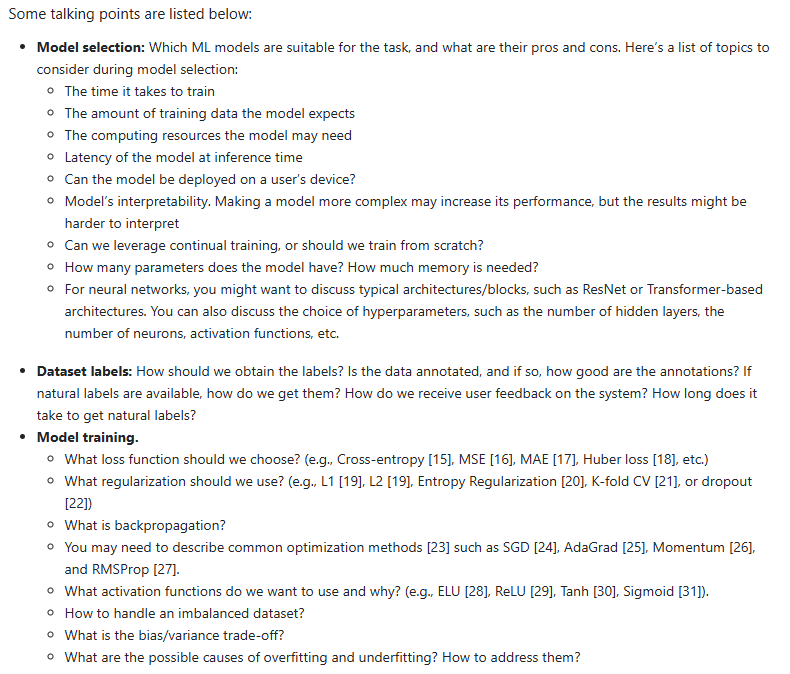 Some talking points are listed below:
• Model selection: Which ML models are suitable for the task, and what are their pros and cons. Here's a list of topics to
consider during model selection:
○ The time it takes to train
○ The amount of training data the model expects
○ The computing resources the model may need
○ Latency of the model at inference time
○ Can the model be deployed on a user's device?
○ Model's interpretability. Making a model more complex may increase its performance, but the results might be
harder to interpret
○ Can we leverage continual training, or should we train from scratch?
○ How many parameters does the model have? How much memory is needed?
○ For neural networks, you might want to discuss typical architectures/blocks, such as ResNet or Transformer-based
architectures. You can also discuss the choice of hyperparameters, such as the number of hidden layers, the
number of neurons, activation functions, etc.
• Dataset labels: How should we obtain the labels? Is the data annotated, and if so, how good are the annotations? If
natural labels are available, how do we get them? How do we receive user feedback on the system? How long does it
take to get natural labels?
• Model training.
○ What loss function should we choose? (e.g., Cross-entropy [15], MSE [16], MAE [17], Huber loss [18], etc.)
○ What regularization should we use? (e.g., L1 [19], L2 [19], Entropy Regularization [20], K-fold CV [21], or dropout
[22])
○ What is backpropagation?
○ You may need to describe common optimization methods [23] such as SGD [24], AdaGrad [25], Momentum [26],
and RMSProp [27].
○ What activation functions do we want to use and why? (e.g., ELU [28], ReLU [29], Tanh [30], Sigmoid [31]).
○ How to handle an imbalanced dataset?
○ What is the bias/variance trade-off?
○ What are the possible causes of overfitting and underfitting? How to address them?